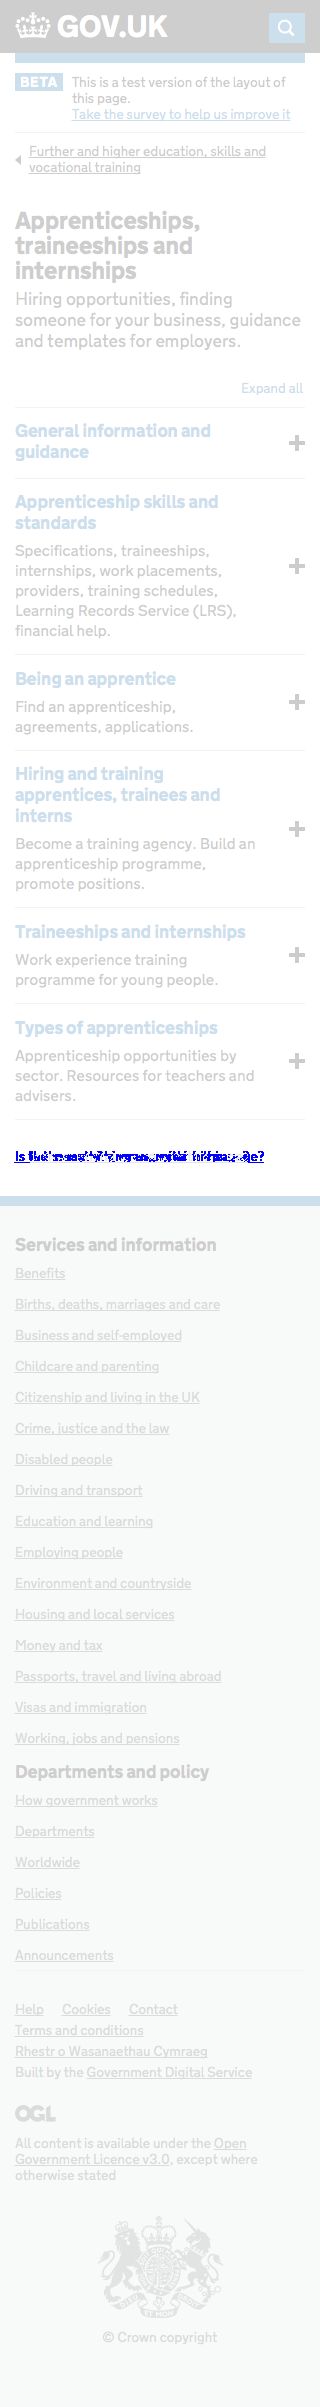 GOV.UK
BETA
This is a test version of the layout of
this page.
Take the survey to help us improve it
Further and higher education, skills and
vocational training
Apprenticeships,
traineeships and
internships
Hiring opportunities, finding
someone for your business, guidance
and templates for employers.
Expand all
General information and
guidance
Apprenticeship skills and
standards
Specifications, traineeships,
internships, work placements,
providers, training schedules,
Learning Records Service (LRS),
financial help.
Being an apprentice
Find an apprenticeship,
agreements, applications.
Hiring and training
apprentices, trainees and
interns
Become a training agency. Build an
apprenticeship programme,
promote positions.
Traineeships and internships
Work experience training
programme for young people.
Types of apprenticeships
Apprenticeship opportunities by
sector. Resources for teachers and
advisers.
Services and information
Benefits
Births, deaths, marriages and care
Business and self-employed
Childcare and parenting
Citizenship and living in the UK
Crime, justice and the law
Disabled people
Driving and transport
Education and learning
Employing people
Environment and countryside
Housing and local services
Money and tax
Passports, travel and living abroad
Visas and immigration
Working, jobs and pensions
Departments and policy
How government works
Departments
Worldwide
Policies
Publications
Announcements
Help Cookies Contact
Terms and conditions
Rhestr o Wasanaethau Cymraeg
Built by the Government Digital Service
OGL
All content is available under the Open
Government Licence v3.0, except where
otherwise stated
© Crown copyright